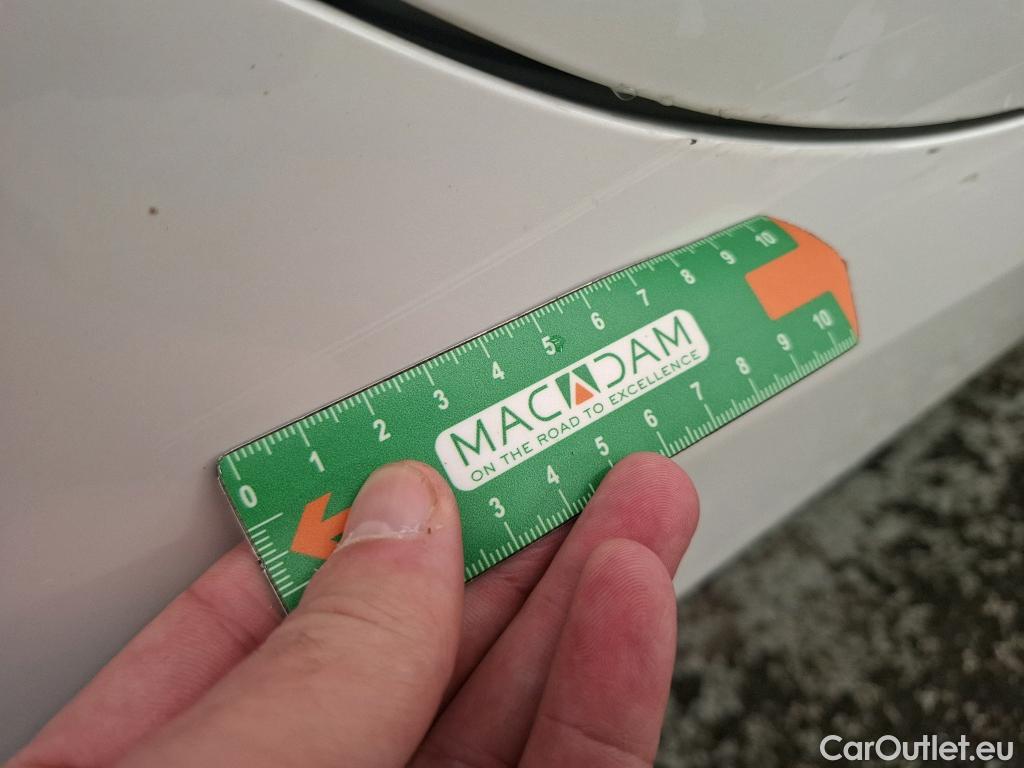 0 1 2 3 4 5 6 7 8 9 10
MACADAM
ON THE ROAD TO EXCELLENCE
3 4 5 6 7 8 9 10
CarOutlet.eu